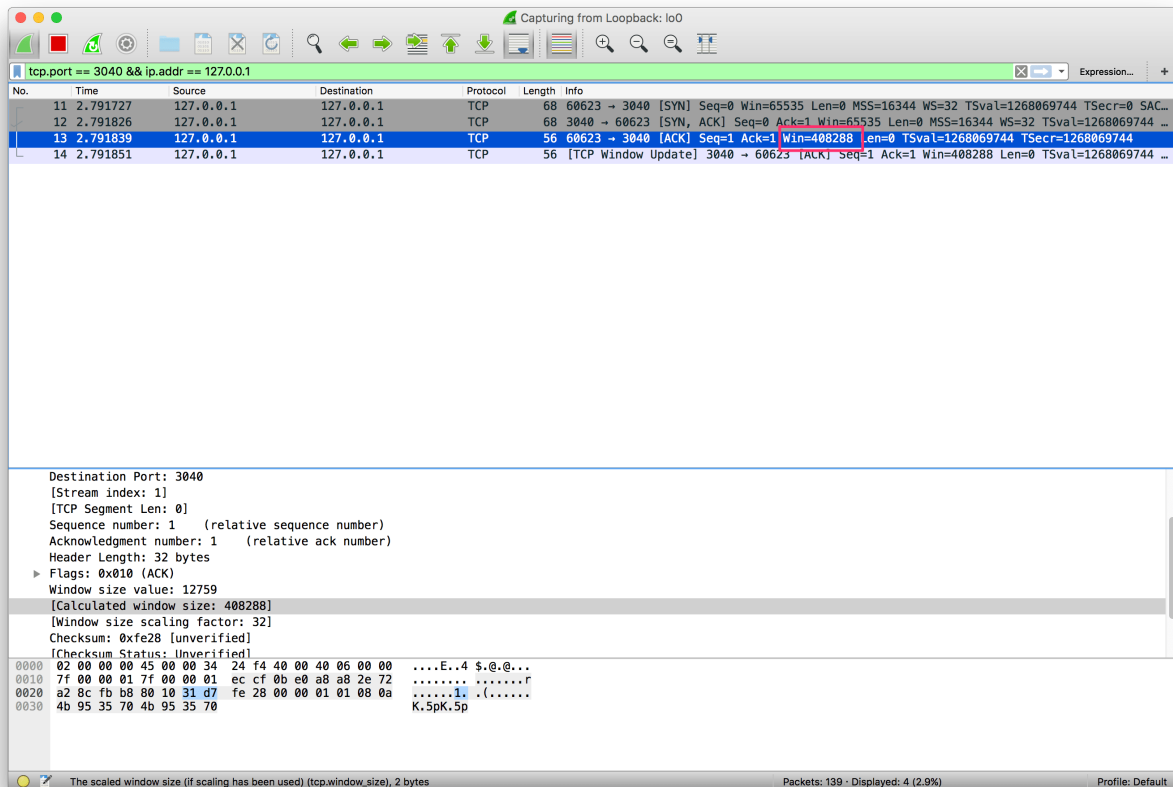 Capturing from Loopback: lo0
tcp.port == 3040 && ip.addr == 127.0.0.1 Expression... +
No. Time Source Destination Protocol Length Info
11 2.791727 127.0.0.1 127.0.0.1 TCP 68 60623 → 3040 [SYN] Seq=0 Win=65535 Len=0 MSS=16344 WS=32 TSval=1268069744 TSecr=0 SAC…
12 2.791826 127.0.0.1 127.0.0.1 TCP 68 3040 → 60623 [SYN, ACK] Seq=0 Ack=1 Win=65535 Len=0 MSS=16344 WS=32 TSval=1268069744 …
13 2.791839 127.0.0.1 127.0.0.1 TCP 56 60623 → 3040 [ACK] Seq=1 Ack=1 Win=408288 Len=0 TSval=1268069744 TSecr=1268069744
14 2.791851 127.0.0.1 127.0.0.1 TCP 56 [TCP Window Update] 3040 → 60623 [ACK] Seq=1 Ack=1 Win=408288 Len=0 TSval=1268069744 …
Destination Port: 3040
[Stream index: 1]
[TCP Segment Len: 0]
Sequence number: 1 (relative sequence number)
Acknowledgment number: 1 (relative ack number)
Header Length: 32 bytes
Flags: 0x010 (ACK)
Window size value: 12759
[Calculated window size: 408288]
[Window size scaling factor: 32]
Checksum: 0xfe28 [unverified]
[Checksum Status: Unverified]
0000 02 00 00 00 45 00 00 34 24 f4 40 00 40 06 00 00 ....E..4 $.@.@...
0010 7f 00 00 01 7f 00 00 01 ec cf 0b e0 a8 a8 2e 72 ........ .......r
0020 a2 8c fb b8 80 10 31 d7 fe 28 00 00 01 01 08 0a ......1. .(......
0030 4b 95 35 70 4b 95 35 70 K.5pK.5p
The scaled window size (if scaling has been used) (tcp.window_size), 2 bytes Packets: 139 · Displayed: 4 (2.9%) Profile: Default